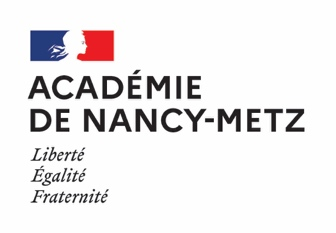 ACADÉMIE
DE NANCY-METZ
Liberté
Égalité
Fraternité